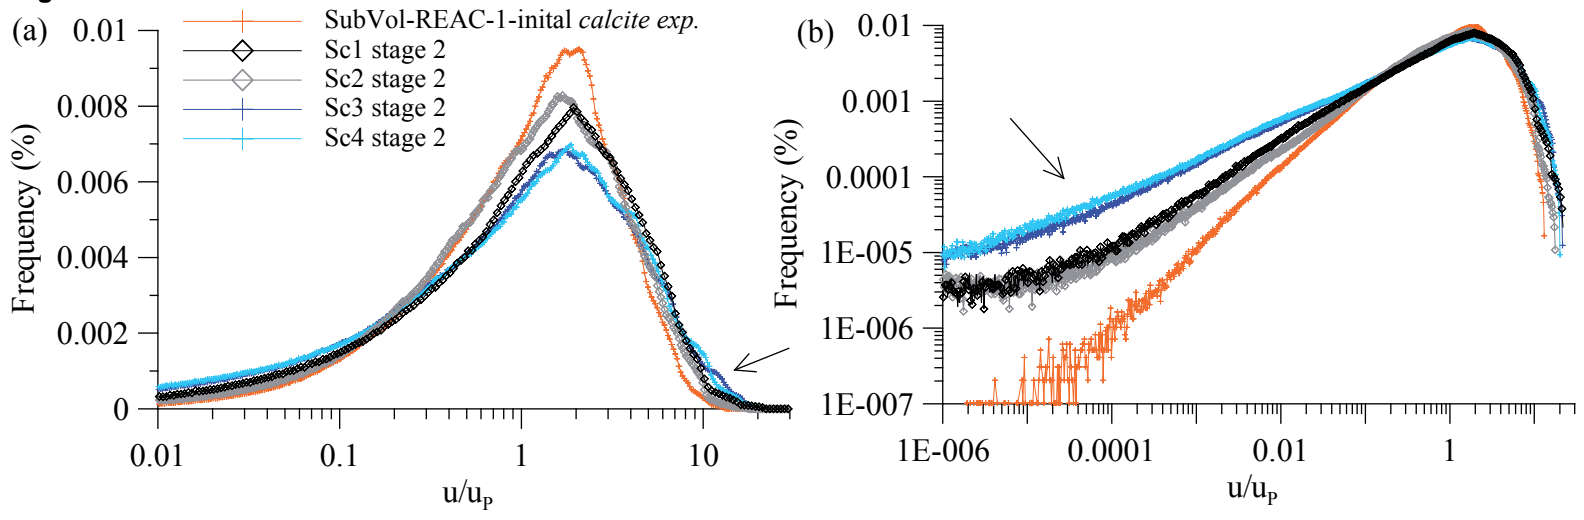 (a)
SubVol-REAC-1-inital calcite exp.
Sc1 stage 2
Sc2 stage 2
Sc3 stage 2
Sc4 stage 2
0.01
0.008
0.006
0.004
0.002
0
Frequency (%)
0.01
0.1
1
10
u/uP
(b)
0.01
0.001
0.0001
1E-005
1E-006
1E-007
Frequency (%)
1E-006
0.0001
0.01
1
u/uP